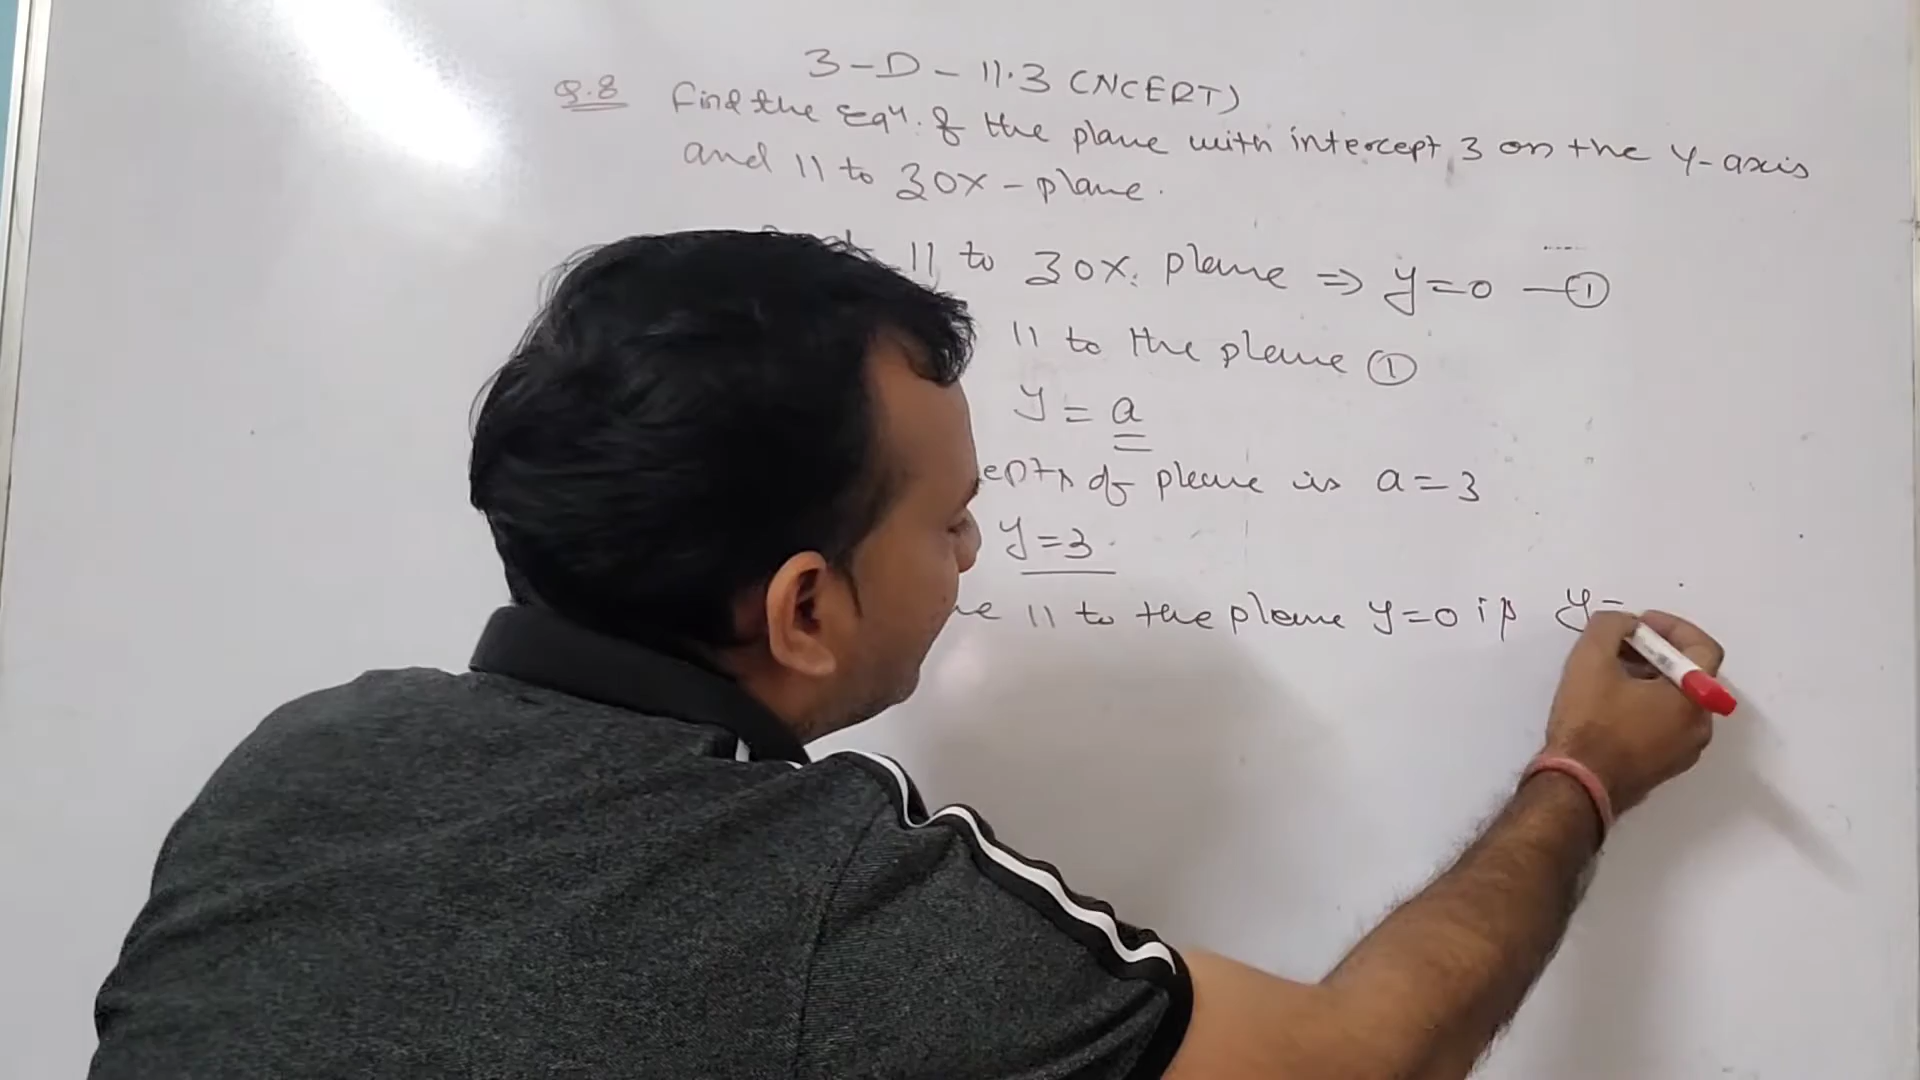 3-D-11.3 (NCERT)
Q.8 Find the Eqn. of the plane with intercept 3 on the Y-axis
and 11 to ZOX-plane.
11 to ZOX. plane ⇒ y=0 —①
11 to the plane ①
y = a
of plane is a=3
y=3.
11 to the plane y=0 is y=